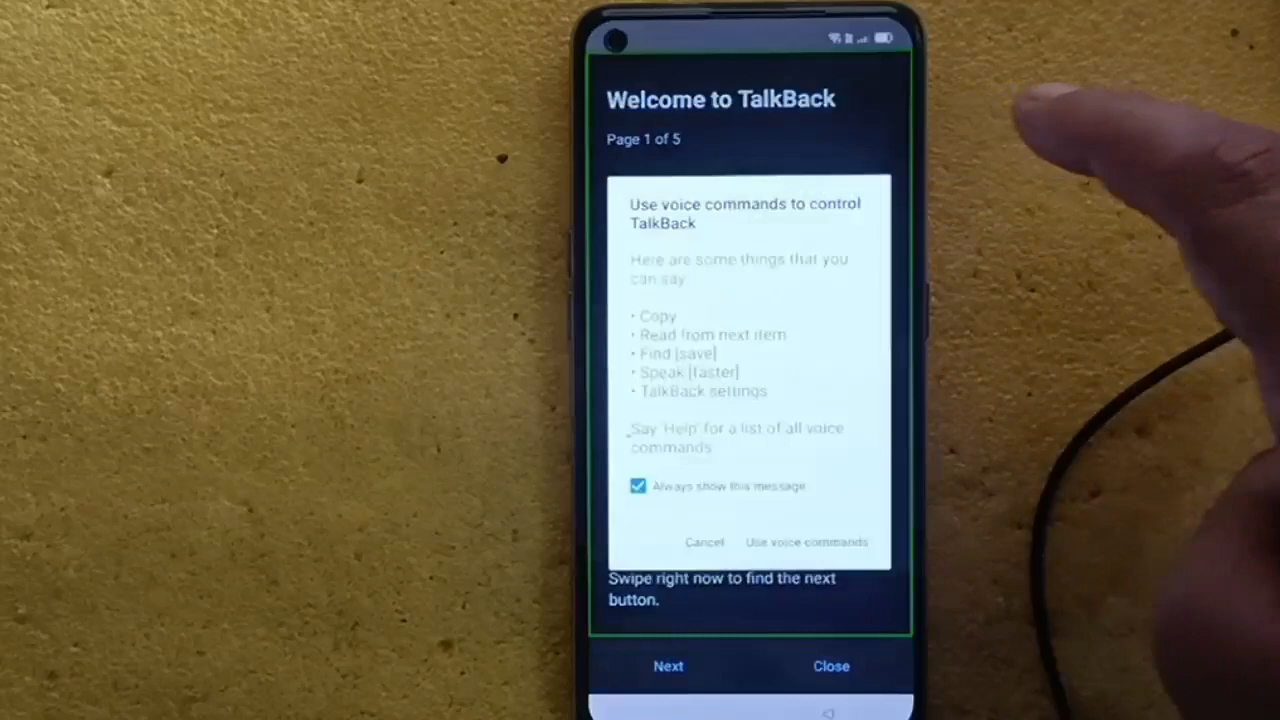 Welcome to TalkBack
Page 1 of 5
Use voice commands to control
TalkBack
Here are some things that you
can say
• Copy
• Read from next item
• Find [save]
• Speak [faster]
• TalkBack settings
Say 'Help' for a list of all voice
commands
Always show this message
Cancel Use voice commands
Swipe right now to find the next
button.
Next Close